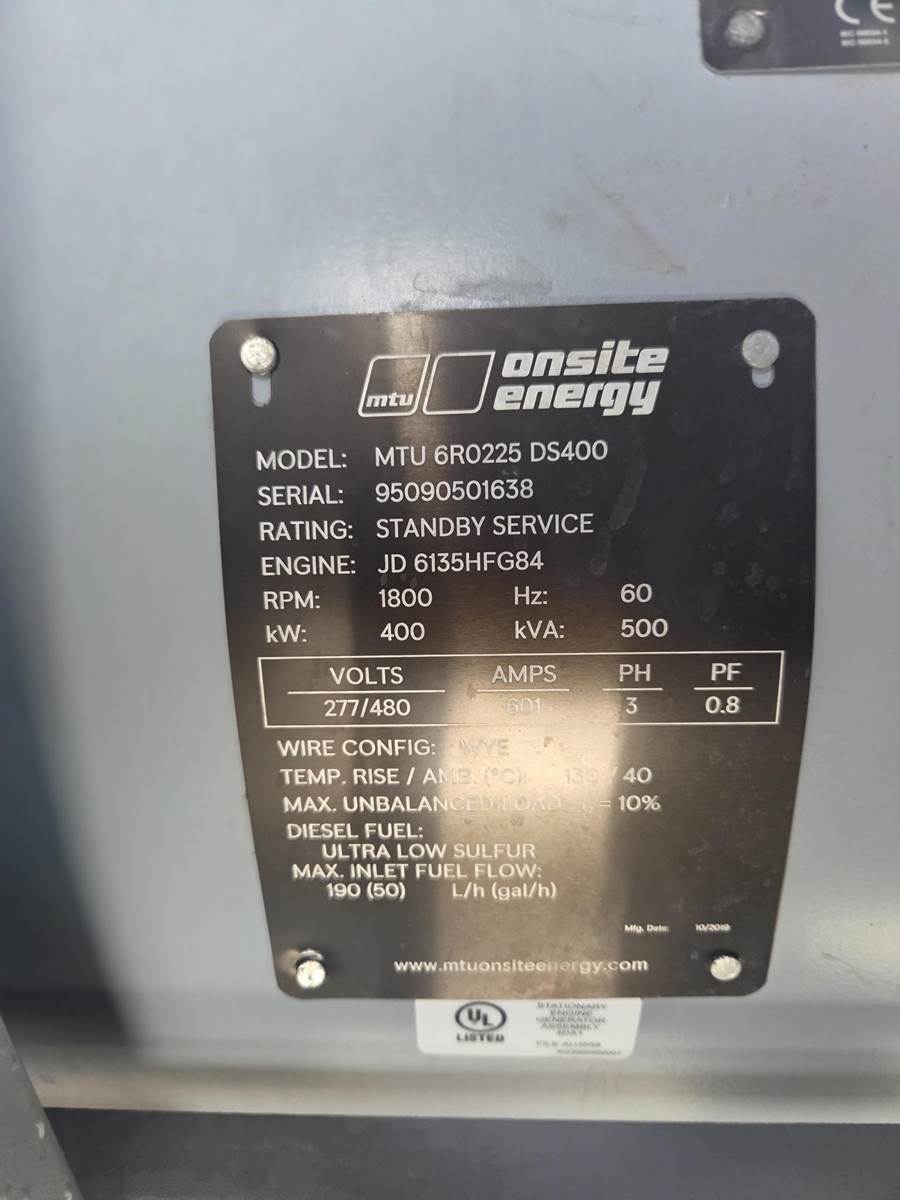 CE
mtu onsite energy
MODEL: MTU 6R0225 DS400
SERIAL: 95090501638
RATING: STANDBY SERVICE
ENGINE: JD 6135HFG84
RPM: 1800 Hz: 60
kW: 400 kVA: 500
VOLTS AMPS PH PF
277/480 601 3 0.8
WIRE CONFIG: WYE
TEMP. RISE / AMB. (°C): 130 / 40
MAX. UNBALANCED LOAD: = 10%
DIESEL FUEL:
ULTRA LOW SULFUR
MAX. INLET FUEL FLOW:
190 (50) L/h (gal/h)
Mfg. Date: 10/2019
www.mtuonsiteenergy.com
UL
LISTED
STATIONARY
ENGINE
GENERATOR
ASSEMBLY